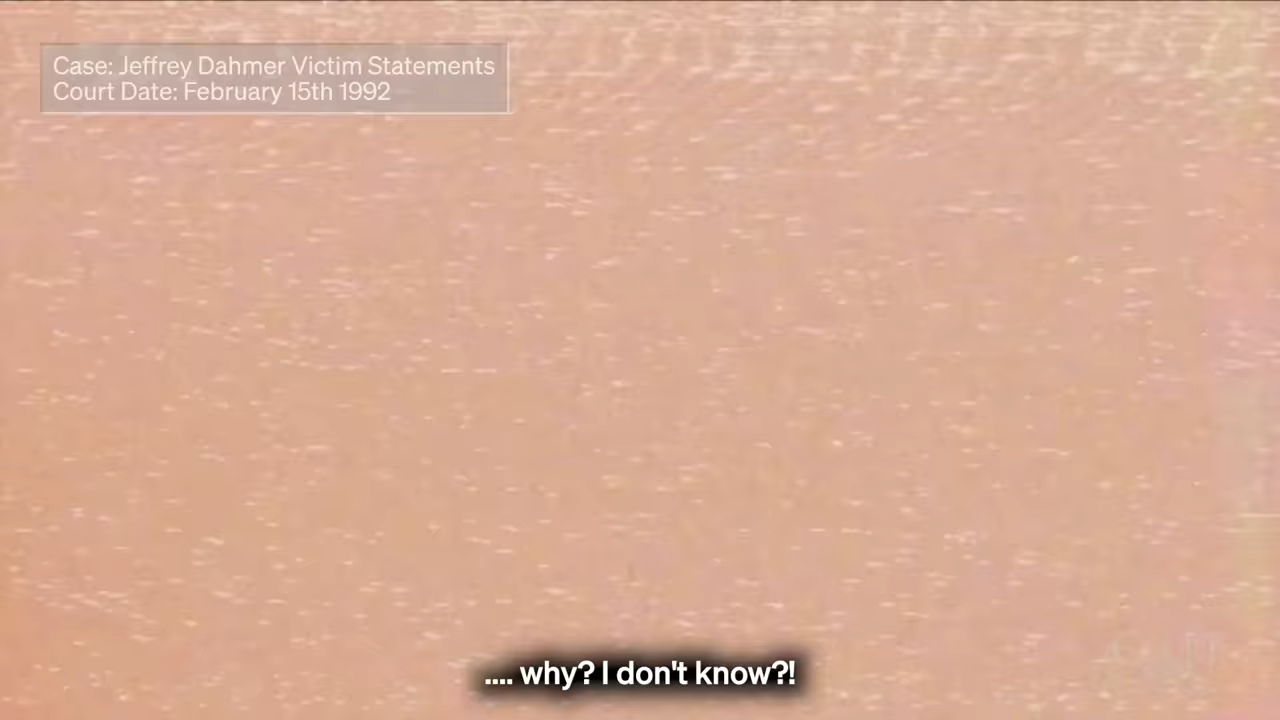 Case: Jeffrey Dahmer Victim Statements
Court Date: February 15th 1992
.... why? I don't know?!